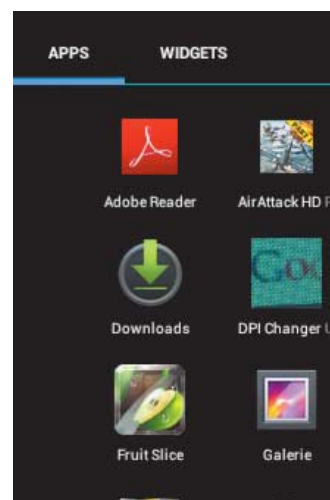 APPS WIDGETS
Adobe Reader AirAttack HD
Downloads DPI Changer
Fruit Slice Galerie